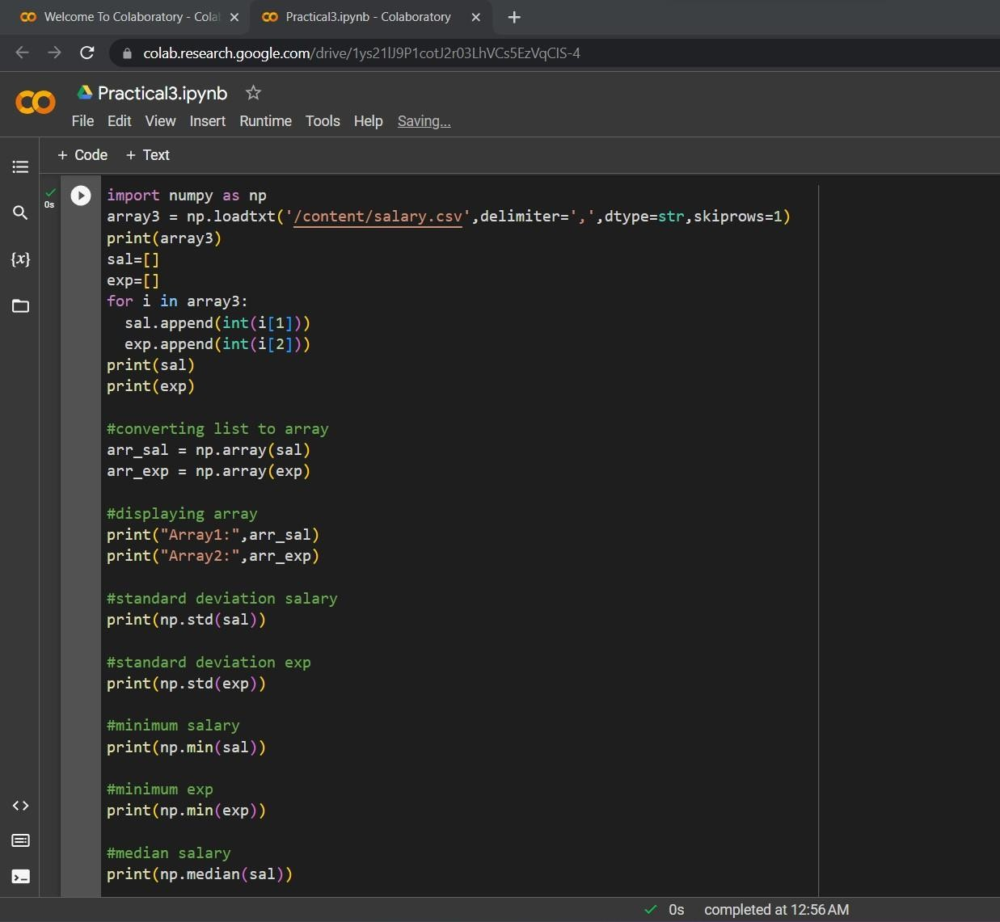 Welcome To Colaboratory - Cola
Practical3.ipynb - Colaboratory
colab.research.google.com/drive/1ys21lJ9P1cotJ2r03LhVCs5EzVqCIS-4
Practical3.ipynb
File Edit View Insert Runtime Tools Help Saving...
+ Code + Text
0s
{x}
import numpy as np
array3 = np.loadtxt('/content/salary.csv',delimiter=',',dtype=str,skiprows=1)
print(array3)
sal=[]
exp=[]
for i in array3:
  sal.append(int(i[1]))
  exp.append(int(i[2]))
print(sal)
print(exp)
#converting list to array
arr_sal = np.array(sal)
arr_exp = np.array(exp)
#displaying array
print("Array1:",arr_sal)
print("Array2:",arr_exp)
#standard deviation salary
print(np.std(sal))
#standard deviation exp
print(np.std(exp))
#minimum salary
print(np.min(sal))
#minimum exp
print(np.min(exp))
#median salary
print(np.median(sal))
0s completed at 12:56 AM